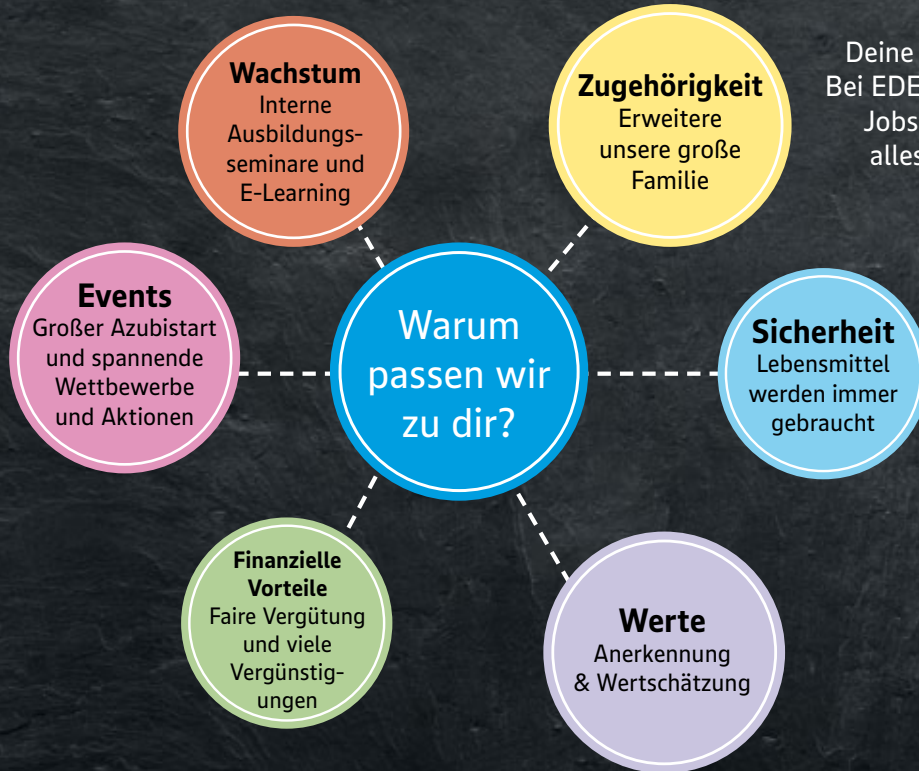 Wachstum
Interne
Ausbildungs-
seminare und
E-Learning
Zugehörigkeit
Erweitere
unsere große
Familie
Deine
Bei
Jobs
alles
Events
Großer Azubistart
und spannende
Wettbewerbe
und Aktionen
Warum
passen wir
zu dir?
Sicherheit
Lebensmittel
werden immer
gebraucht
Finanzielle
Vorteile
Faire Vergütung
und viele
Vergünstig-
ungen
Werte
Anerkennung
& Wertschätzung